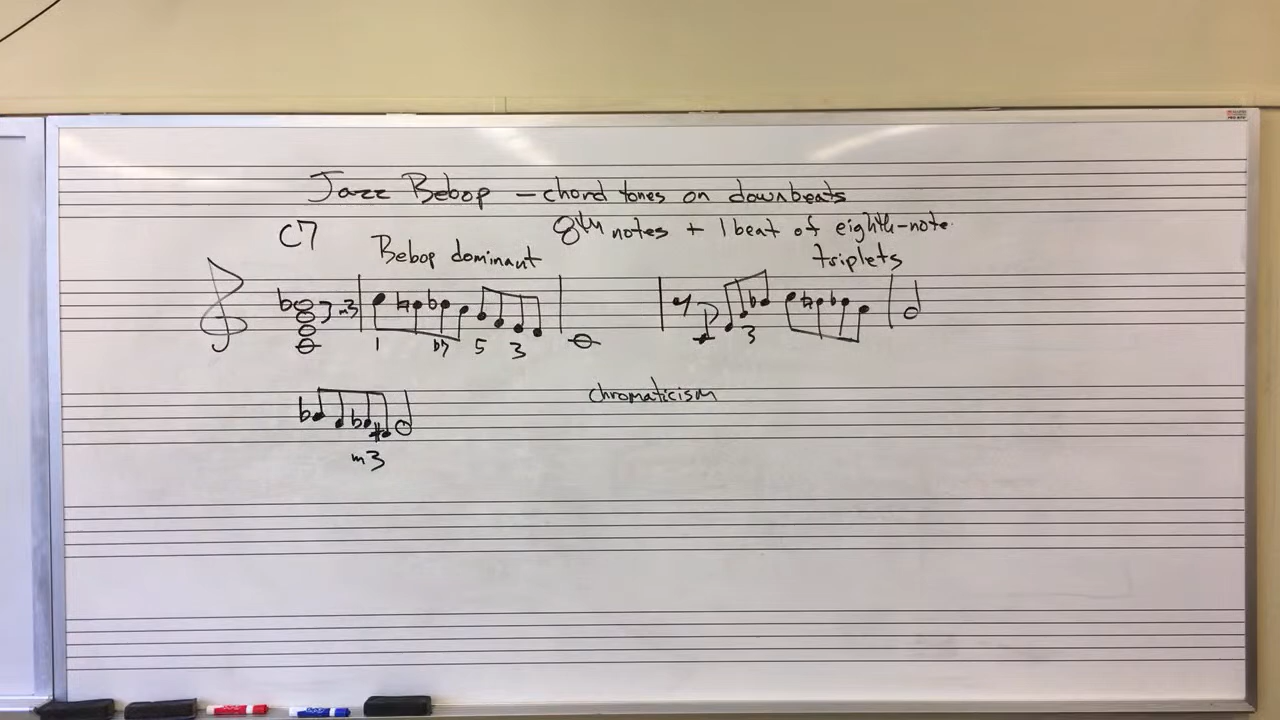 Jazz Bebop – chord tones on downbeats
C7
8th notes + 1 beat of eighth-note triplets
Bebop dominant
♭ m3 ♮ ♭ ♭ ♮ ♭
1 ♭7 5 3 3
♭ ♭ # chromaticism
m3